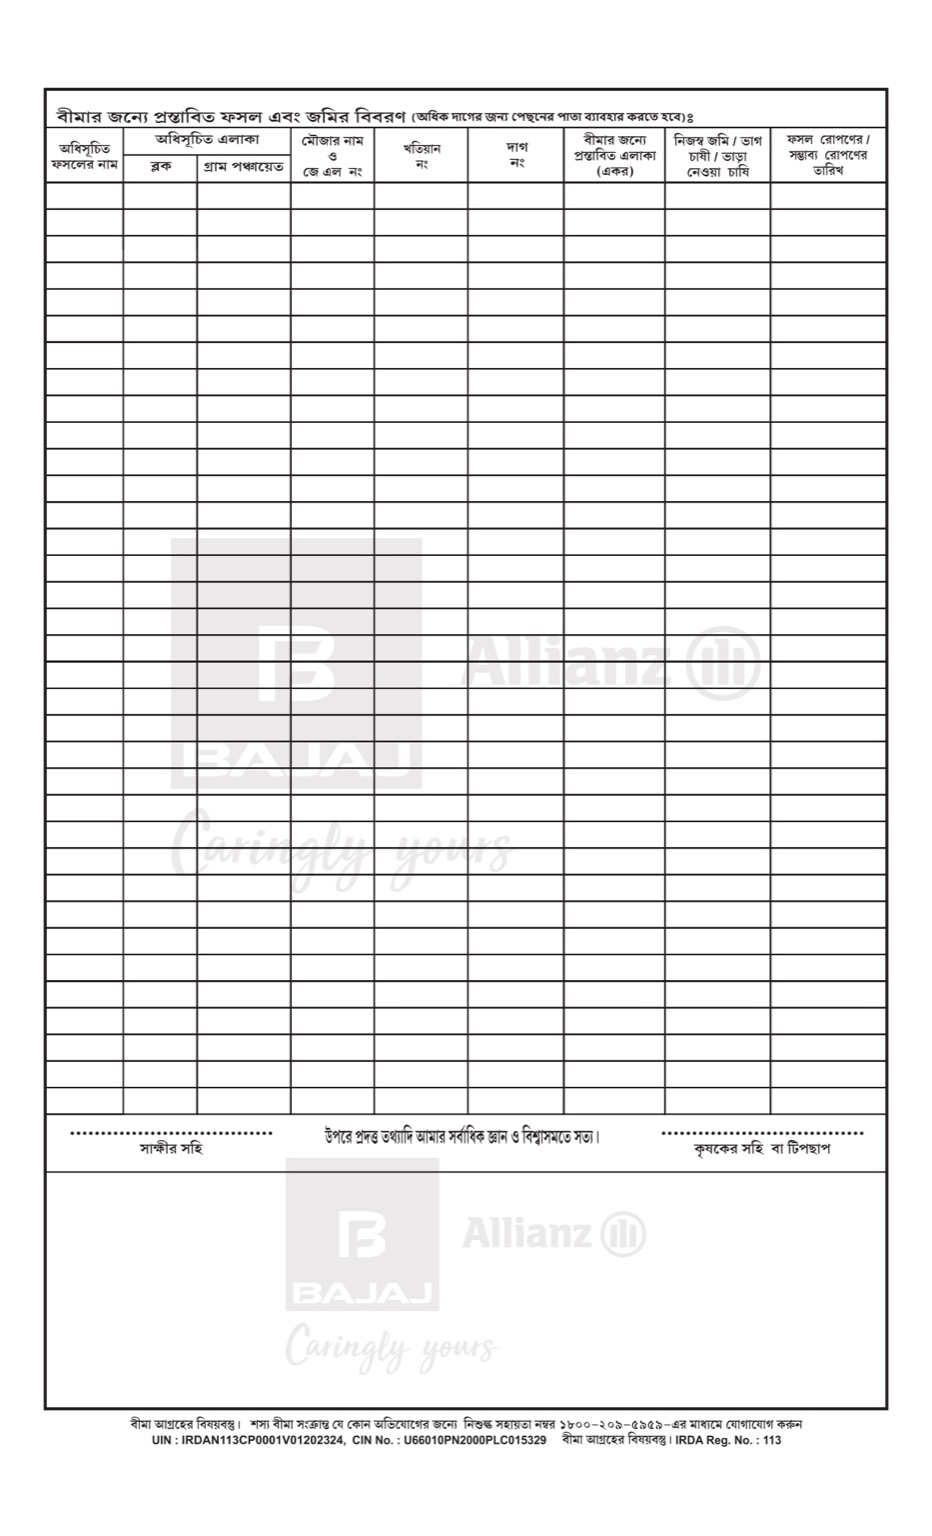 বীমার জন্যে প্রস্তাবিত ফসল এবং জমির বিবরণ (অধিক দাগের জন্য পেছনের পাতা ব্যাবহার করতে হবে)ঃ
অধিসূচিত
ফসলের নাম
অধিসূচিত এলাকা
ব্লক
গ্রাম পঞ্চায়েত
মৌজার নাম
ও
জে এল নং
খতিয়ান
নং
দাগ
নং
বীমার জন্যে
প্রস্তাবিত এলাকা
(একর)
নিজস্ব জমি / ভাগ
চাষী / ভাড়া
নেওয়া চাষি
ফসল রোপণের /
সম্ভাব্য রোপণের
তারিখ
B
BAJAJ
Allianz
Caringly yours
সাক্ষীর সহি
উপরে প্রদত্ত তথ্যাদি আমার সর্বাধিক জ্ঞান ও বিশ্বাসমতে সত্য।
কৃষকের সহি বা টিপছাপ
B
BAJAJ
Allianz
Caringly yours
বীমা আগ্রহের বিষয়বস্তু। শস্য বীমা সংক্রান্ত যে কোন অভিযোগের জন্যে নিশুল্ক সহায়তা নম্বর ১৮০০-২০৯-৫৯৫৯-এর মাধ্যমে যোগাযোগ করুন
UIN : IRDAN113CP0001V01202324, CIN No. : U66010PN2000PLC015329 বীমা আগ্রহের বিষয়বস্তু। IRDA Reg. No. : 113